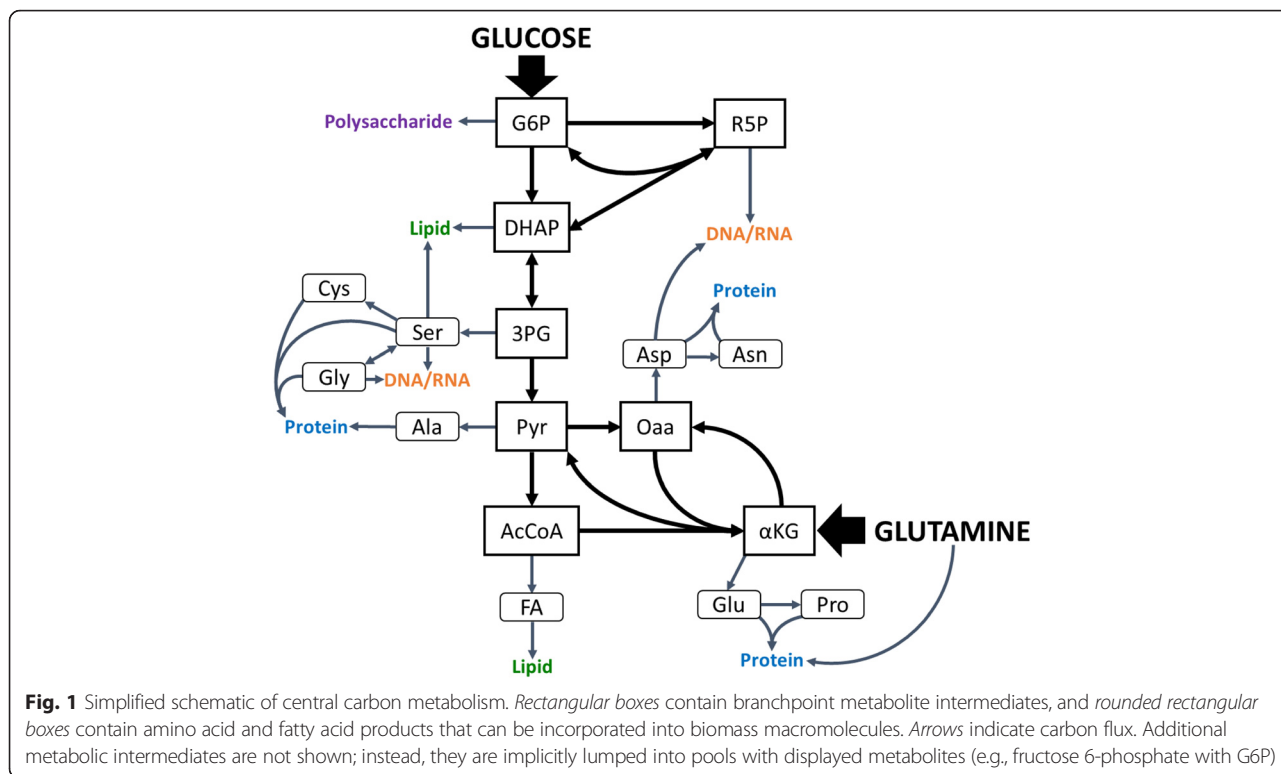 GLUCOSE
Polysaccharide
G6P
R5P
Lipid
DHAP
DNA/RNA
Cys
Protein
Ser
3PG
Asp
Asn
Gly
DNA/RNA
Protein
Ala
Pyr
Oaa
AcCoA
αKG
GLUTAMINE
FA
Glu
Pro
Lipid
Protein
Fig. 1 Simplified schematic of central carbon metabolism. Rectangular boxes contain branchpoint metabolite intermediates, and rounded rectangular
boxes contain amino acid and fatty acid products that can be incorporated into biomass macromolecules. Arrows indicate carbon flux. Additional
metabolic intermediates are not shown; instead, they are implicitly lumped into pools with displayed metabolites (e.g., fructose 6-phosphate with G6P)